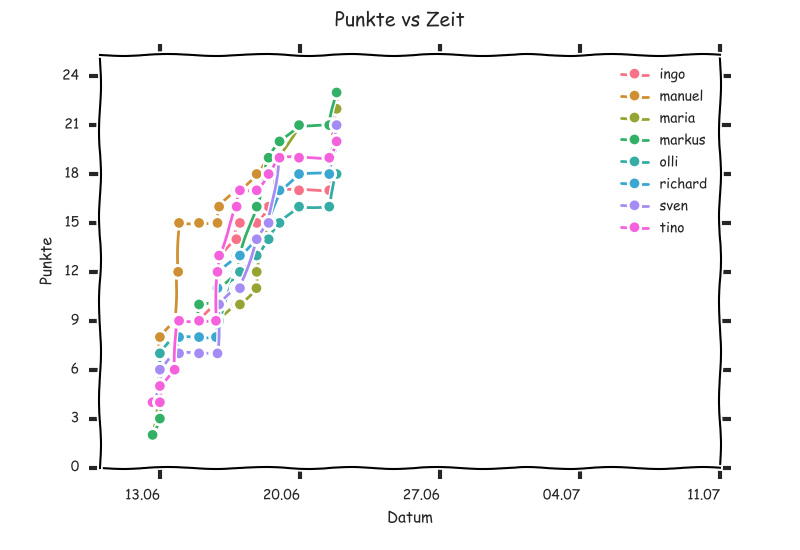 Punkte vs Zeit
24
21
18
15
12
9
6
3
0
Punkte
13.06
20.06
27.06
04.07
11.07
Datum
ingo
manuel
maria
markus
olli
richard
sven
tino